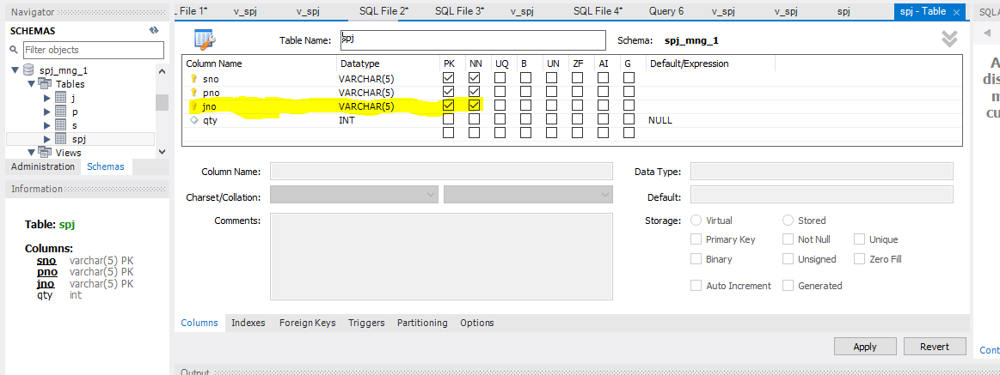 Navigator
SCHEMAS
Filter objects
spj_mng_1
Tables
j
p
s
spj
Views
Administration Schemas
Information
Table: spj
Columns:
sno varchar(5) PK
pno varchar(5) PK
jno varchar(5) PK
qty int
L File 1* v_spj v_spj SQL File 2* SQL File 3* v_spj SQL File 4* Query 6 v_spj v_spj spj spj - Table
Table Name: spj Schema: spj_mng_1
Column Name Datatype PK NN UQ B UN ZF AI G Default/Expression
sno VARCHAR(5)
pno VARCHAR(5)
jno VARCHAR(5)
qty INT NULL
Column Name: Data Type:
Charset/Collation: Default:
Comments: Storage: Virtual Stored
Primary Key Not Null Unique
Binary Unsigned Zero Fill
Auto Increment Generated
Columns Indexes Foreign Keys Triggers Partitioning Options
Apply Revert
Output
SQLA
A
dis
m
cu
Cont